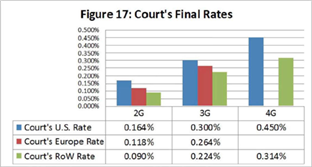 Figure 17: Court's Final Rates
0.500%
0.450%
0.400%
0.350%
0.300%
0.250%
0.200%
0.150%
0.100%
0.050%
0.000%
2G 3G 4G
Court's U.S. Rate 0.164% 0.300% 0.450%
Court's Europe Rate 0.118% 0.264%
Court's RoW Rate 0.090% 0.224% 0.314%